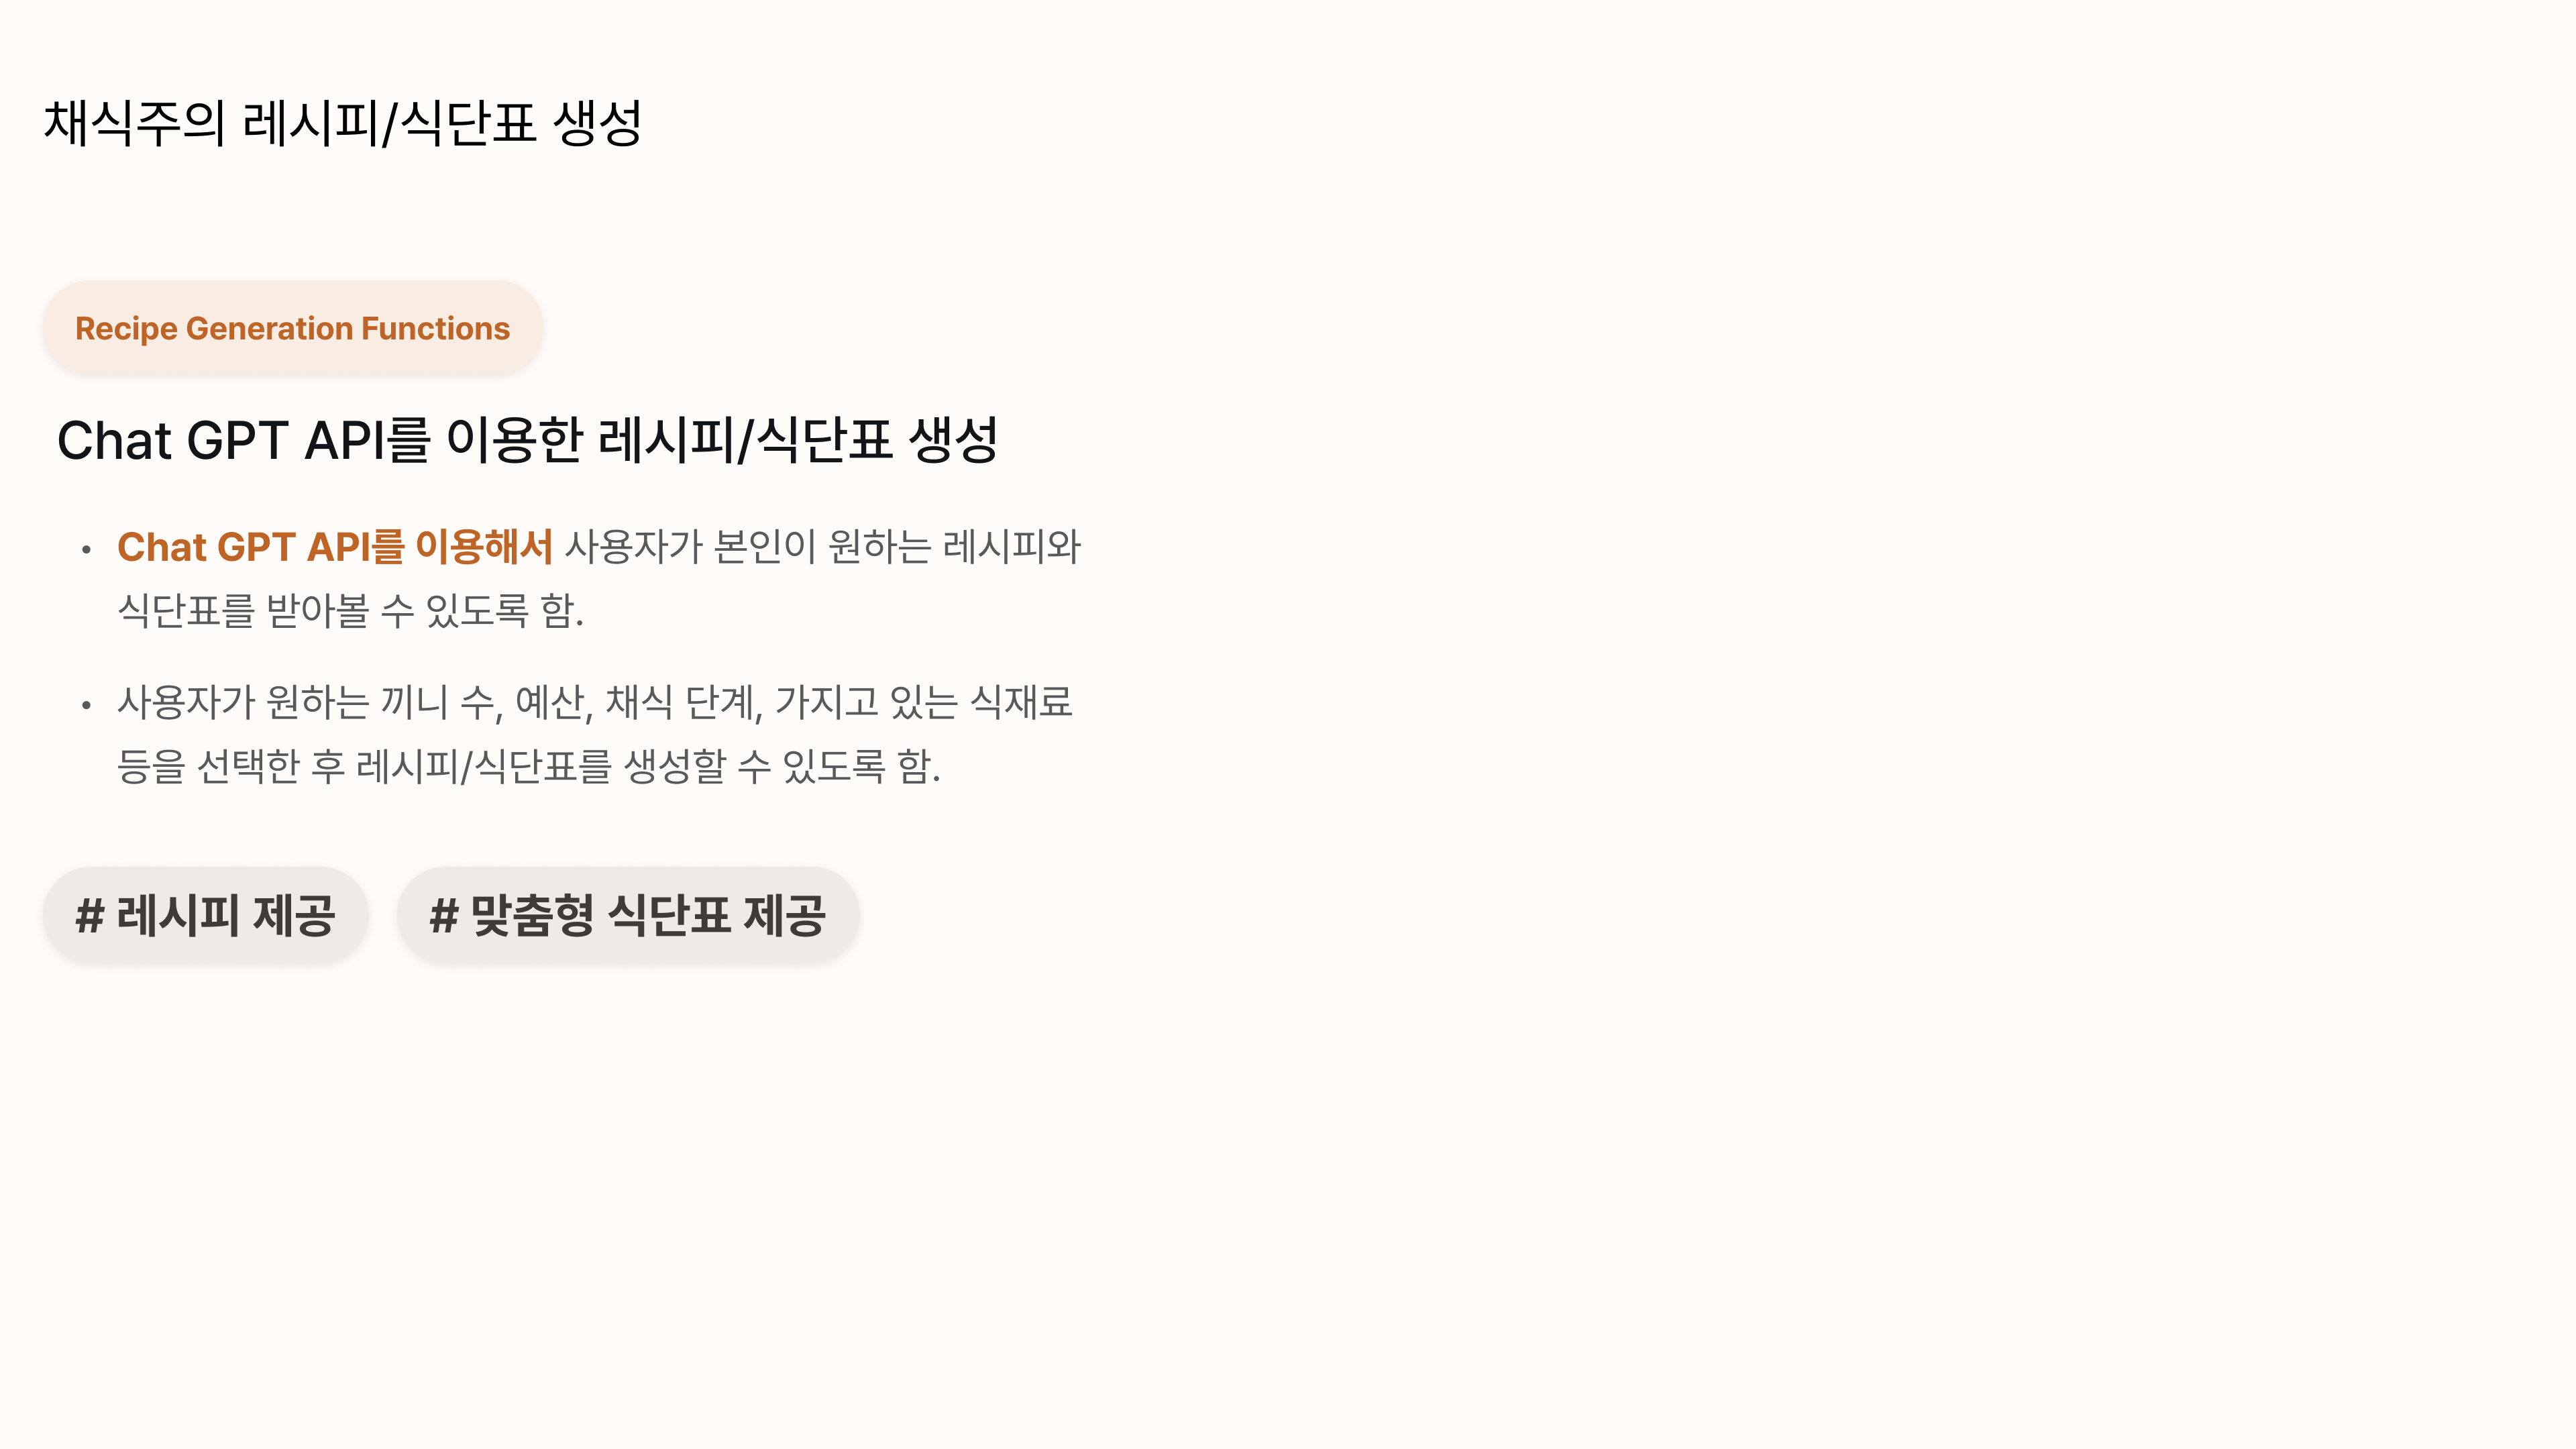 채식주의 레시피/식단표 생성
Recipe Generation Functions
Chat GPT API를 이용한 레시피/식단표 생성
• Chat GPT API를 이용해서 사용자가 본인이 원하는 레시피와
식단표를 받아볼 수 있도록 함.
• 사용자가 원하는 끼니 수, 예산, 채식 단계, 가지고 있는 식재료
등을 선택한 후 레시피/식단표를 생성할 수 있도록 함.
# 레시피 제공
# 맞춤형 식단표 제공